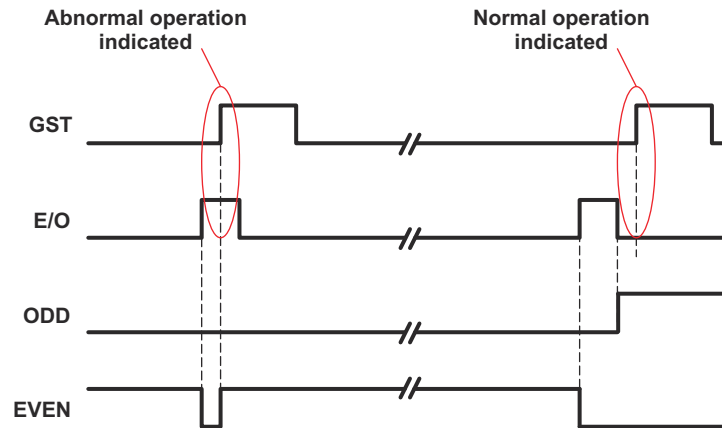 Abnormal operation
indicated
Normal operation
indicated
GST
E/O
ODD
EVEN